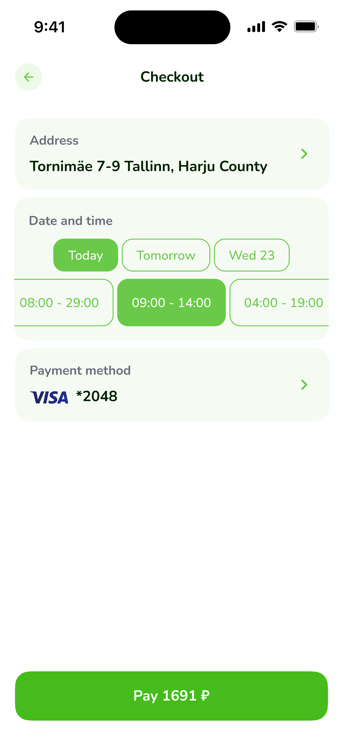 9:41
Checkout
Address
Tornimäe 7-9 Tallinn, Harju County
Date and time
Today Tomorrow Wed 23
08:00 - 29:00 09:00 - 14:00 04:00 - 19:00
Payment method
VISA *2048
Pay 1691 ₽